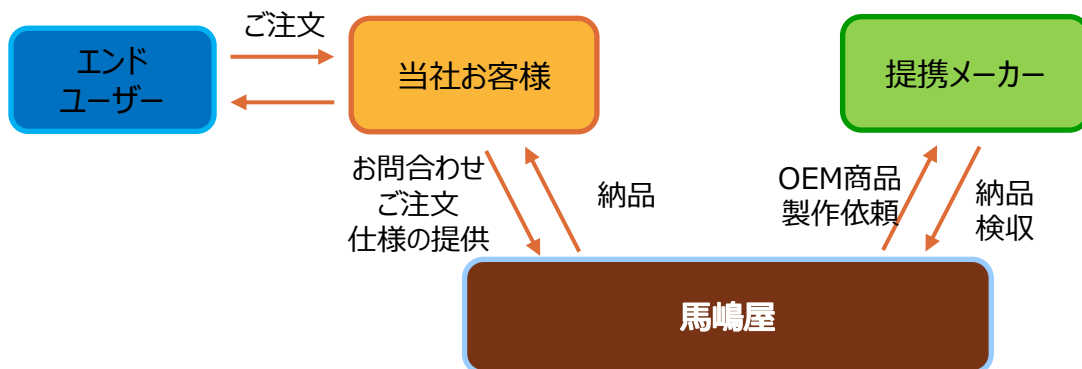 ご注文
エンド
ユーザー
当社お客様
提携メーカー
お問合わせ
ご注文
仕様の提供
納品
OEM商品
製作依頼
納品
検収
馬嶋屋